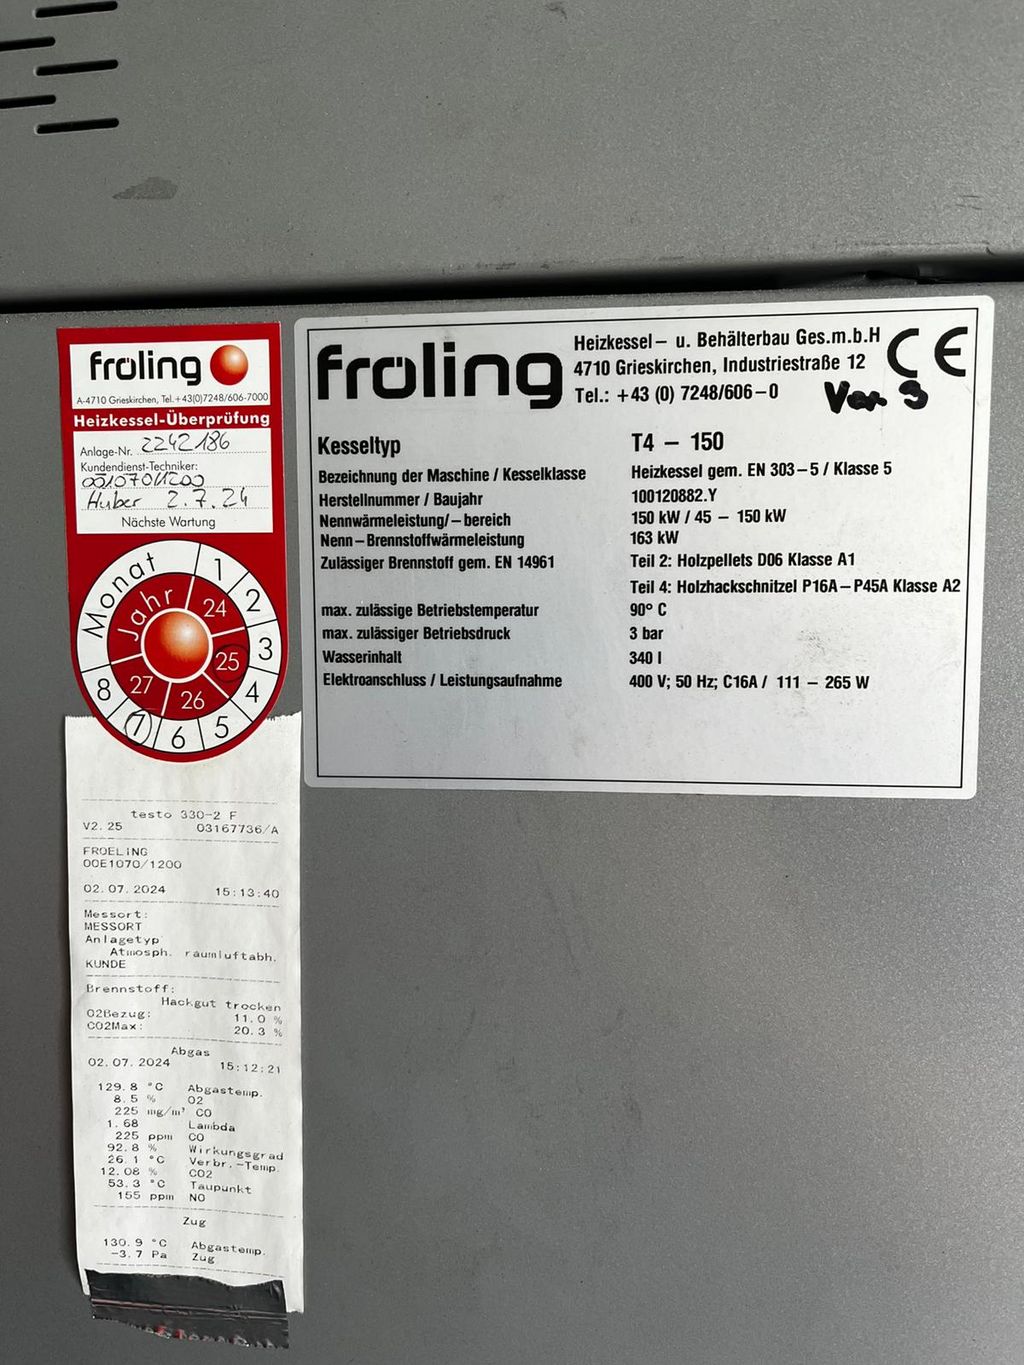 fröling
A-4710 Grieskirchen, Tel.+43(0)7248/606-7000
Heizkessel-Überprüfung
Anlage-Nr. 2242186
Kundendienst-Techniker:
Huber 2.7.24
Nächste Wartung
Monat 1 2 3 4 5 6 7 8
Jahr 24 25 26 27
fröling
Heizkessel- u. Behälterbau Ges.m.b.H
4710 Grieskirchen, Industriestraße 12
Tel.: +43 (0) 7248/606-0
CE
Ver. 3
Kesseltyp T4 - 150
Bezeichnung der Maschine / Kesselklasse Heizkessel gem. EN 303-5 / Klasse 5
Herstellnummer / Baujahr 100120882.Y
Nennwärmeleistung/-bereich 150 kW / 45 - 150 kW
Nenn-Brennstoffwärmeleistung 163 kW
Zulässiger Brennstoff gem. EN 14961 Teil 2: Holzpellets D06 Klasse A1
Teil 4: Holzhackschnitzel P16A-P45A Klasse A2
max. zulässige Betriebstemperatur 90° C
max. zulässiger Betriebsdruck 3 bar
Wasserinhalt 340 l
Elektroanschluss / Leistungsaufnahme 400 V; 50 Hz; C16A / 111 - 265 W
testo 330-2 F
V2.25 03167736/A
FROELING
00E1070/1200
02.07.2024 15:13:40
Messort:
MESSORT
Anlagetyp
Atmosph. raumluftabh.
KUNDE
Brennstoff:
Hackgut trocken
O2Bezug: 11.0 %
CO2Max: 20.3 %
Abgas
02.07.2024 15:12:21
129.8 °C Abgastemp.
8.5 % O2
225 mg/m³ CO
1.68 Lambda
225 ppm CO
92.8 % Wirkungsgrad
26.1 °C Verbr.-Temp.
12.08 % CO2
53.3 °C Taupunkt
155 ppm NO
Zug
130.9 °C Abgastemp.
-3.7 Pa Zug